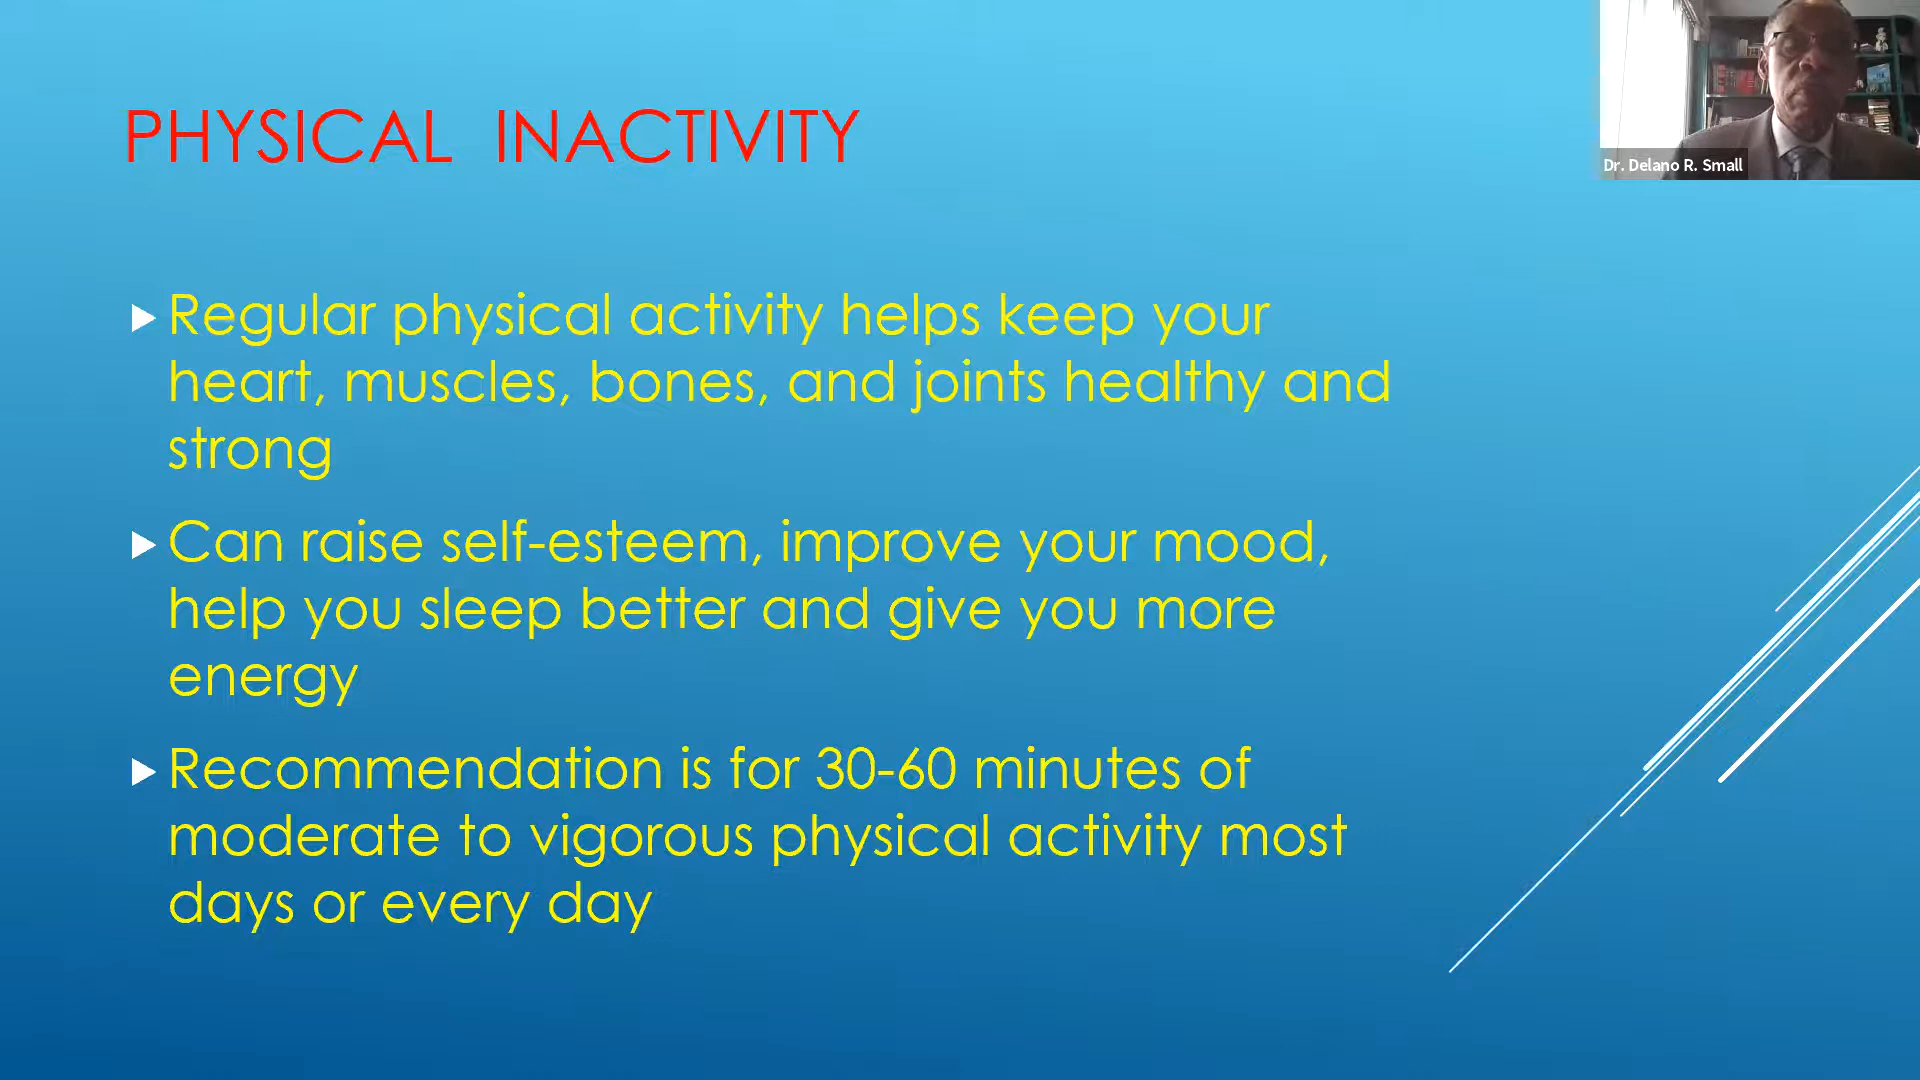 PHYSICAL INACTIVITY
Dr. Delano R. Small
Regular physical activity helps keep your
heart, muscles, bones, and joints healthy and
strong
Can raise self-esteem, improve your mood,
help you sleep better and give you more
energy
Recommendation is for 30-60 minutes of
moderate to vigorous physical activity most
days or every day